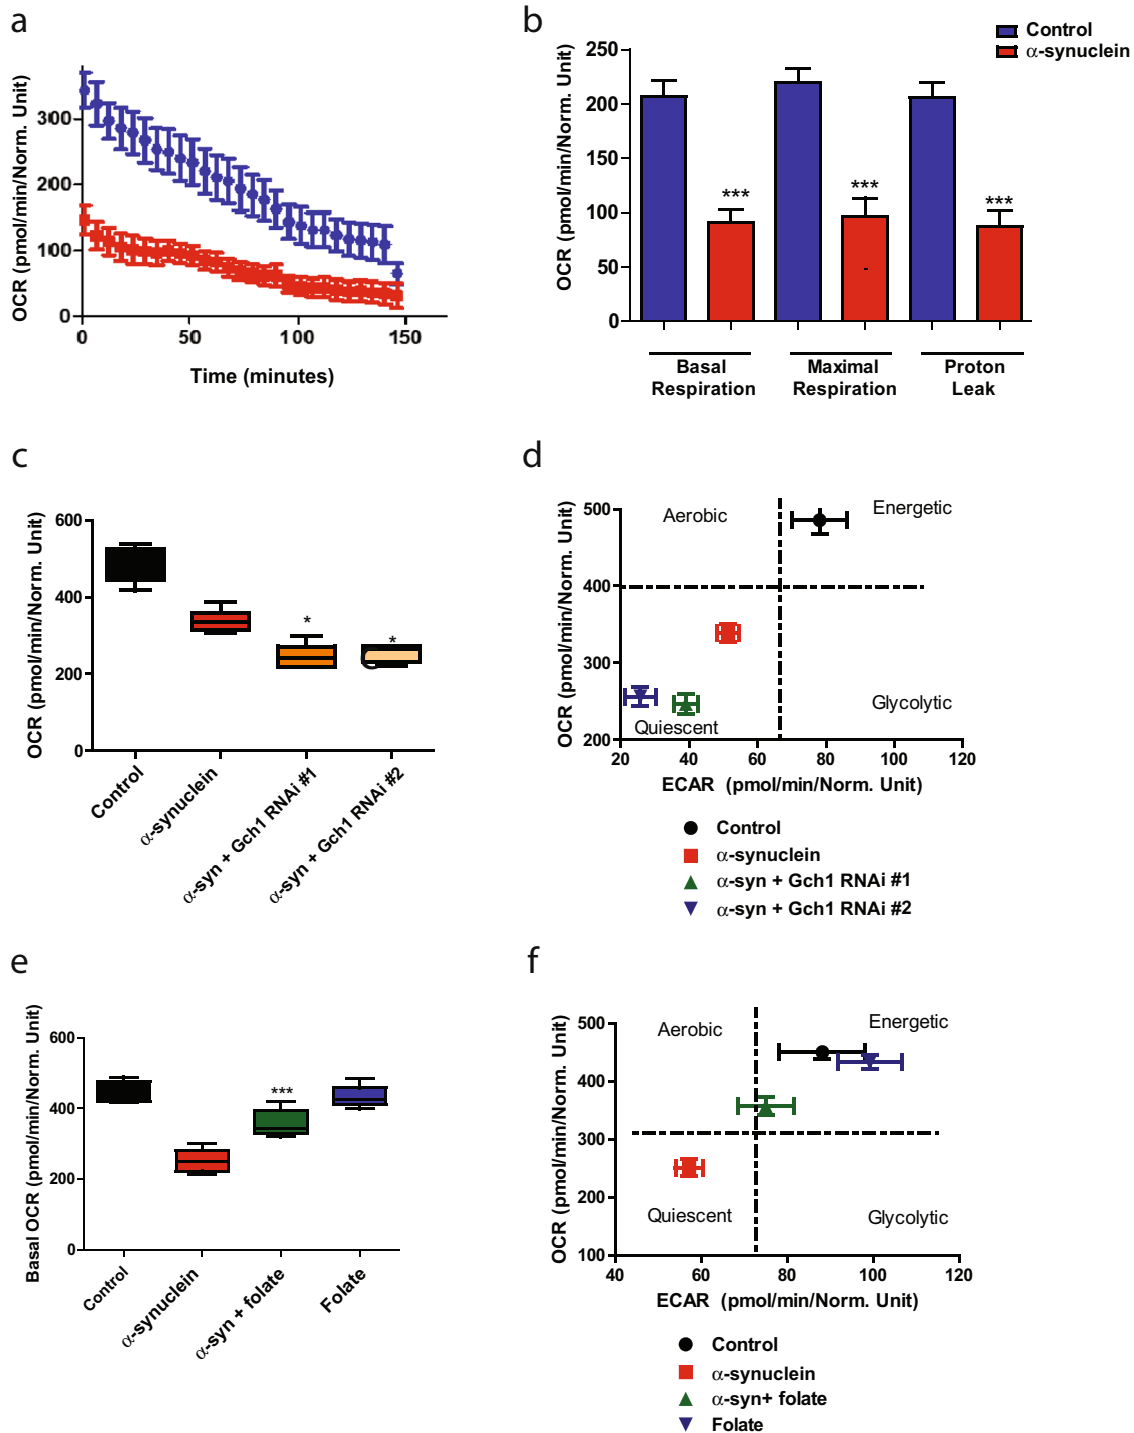 a
OCR (pmol/min/Norm. Unit)
300
200
100
0
0
50
100
150
Time (minutes)
b
Control
α-synuclein
OCR (pmol/min/Norm. Unit)
250
200
150
100
50
0
***
***
***
Basal
Respiration
Maximal
Respiration
Proton
Leak
c
OCR (pmol/min/Norm. Unit)
600
400
200
0
*
*
Control
α-synuclein
α-syn + Gch1 RNAi #1
α-syn + Gch1 RNAi #2
d
OCR (pmol/min/Norm. Unit)
500
400
300
200
Aerobic
Energetic
Quiescent
Glycolytic
20
40
60
80
100
120
ECAR (pmol/min/Norm. Unit)
Control
α-synuclein
α-syn + Gch1 RNAi #1
α-syn + Gch1 RNAi #2
e
Basal OCR (pmol/min/Norm. Unit)
600
400
200
0
***
Control
α-synuclein
α-syn + folate
Folate
f
OCR (pmol/min/Norm. Unit)
500
400
300
200
100
Aerobic
Energetic
Quiescent
Glycolytic
40
60
80
100
120
ECAR (pmol/min/Norm. Unit)
Control
α-synuclein
α-syn+ folate
Folate